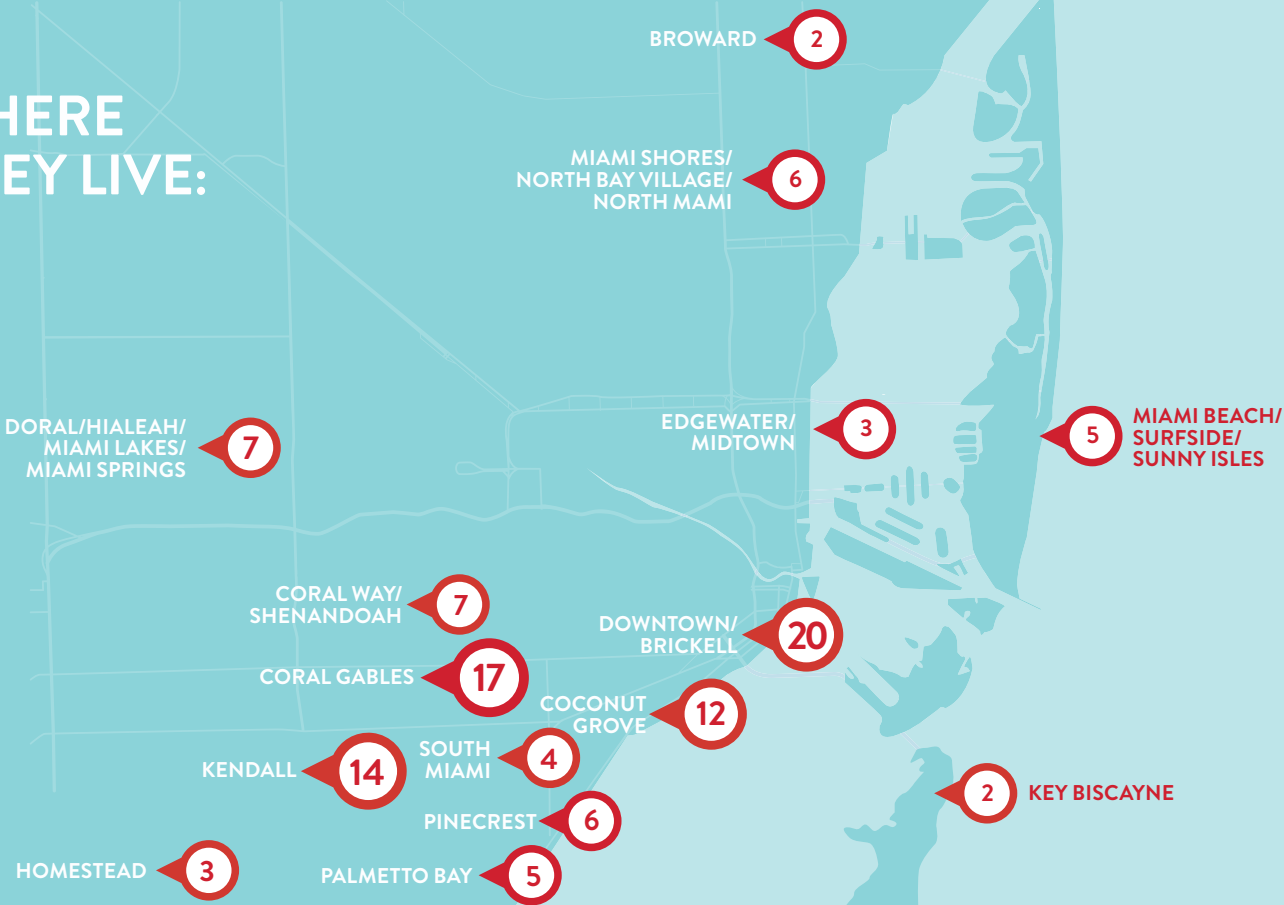 HERE
EY LIVE:
BROWARD
2
MIAMI SHORES/
NORTH BAY VILLAGE/
NORTH MAMI
6
DORAL/HIALEAH/
MIAMI LAKES/
MIAMI SPRINGS
7
EDGEWATER/
MIDTOWN
3
5
MIAMI BEACH/
SURFSIDE/
SUNNY ISLES
CORAL WAY/
SHENANDOAH
7
DOWNTOWN/
BRICKELL
20
CORAL GABLES
17
COCONUT
GROVE
12
KENDALL
14
SOUTH
MIAMI
4
2
KEY BISCAYNE
PINECREST
6
HOMESTEAD
3
PALMETTO BAY
5